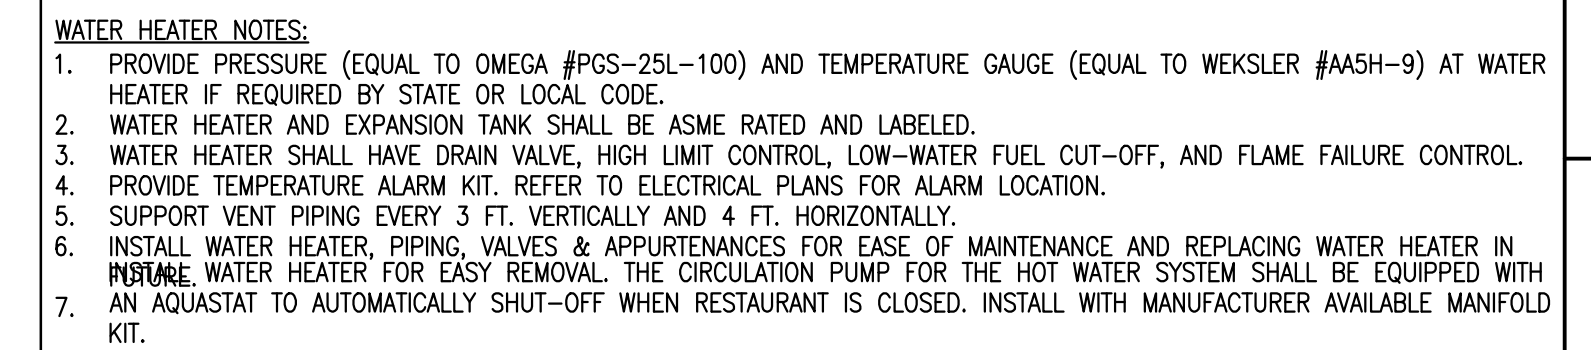 WATER HEATER NOTES:
1. PROVIDE PRESSURE (EQUAL TO OMEGA #PGS-25L-100) AND TEMPERATURE GAUGE (EQUAL TO WEKSLER #AA5H-9) AT WATER
HEATER IF REQUIRED BY STATE OR LOCAL CODE.
2. WATER HEATER AND EXPANSION TANK SHALL BE ASME RATED AND LABELED.
3. WATER HEATER SHALL HAVE DRAIN VALVE, HIGH LIMIT CONTROL, LOW-WATER FUEL CUT-OFF, AND FLAME FAILURE CONTROL.
4. PROVIDE TEMPERATURE ALARM KIT. REFER TO ELECTRICAL PLANS FOR ALARM LOCATION.
5. SUPPORT VENT PIPING EVERY 3 FT. VERTICALLY AND 4 FT. HORIZONTALLY.
6. INSTALL WATER HEATER, PIPING, VALVES & APPURTENANCES FOR EASE OF MAINTENANCE AND REPLACING WATER HEATER IN
FUTURE.
INSTALL WATER HEATER FOR EASY REMOVAL. THE CIRCULATION PUMP FOR THE HOT WATER SYSTEM SHALL BE EQUIPPED WITH
7. AN AQUASTAT TO AUTOMATICALLY SHUT-OFF WHEN RESTAURANT IS CLOSED. INSTALL WITH MANUFACTURER AVAILABLE MANIFOLD
KIT.